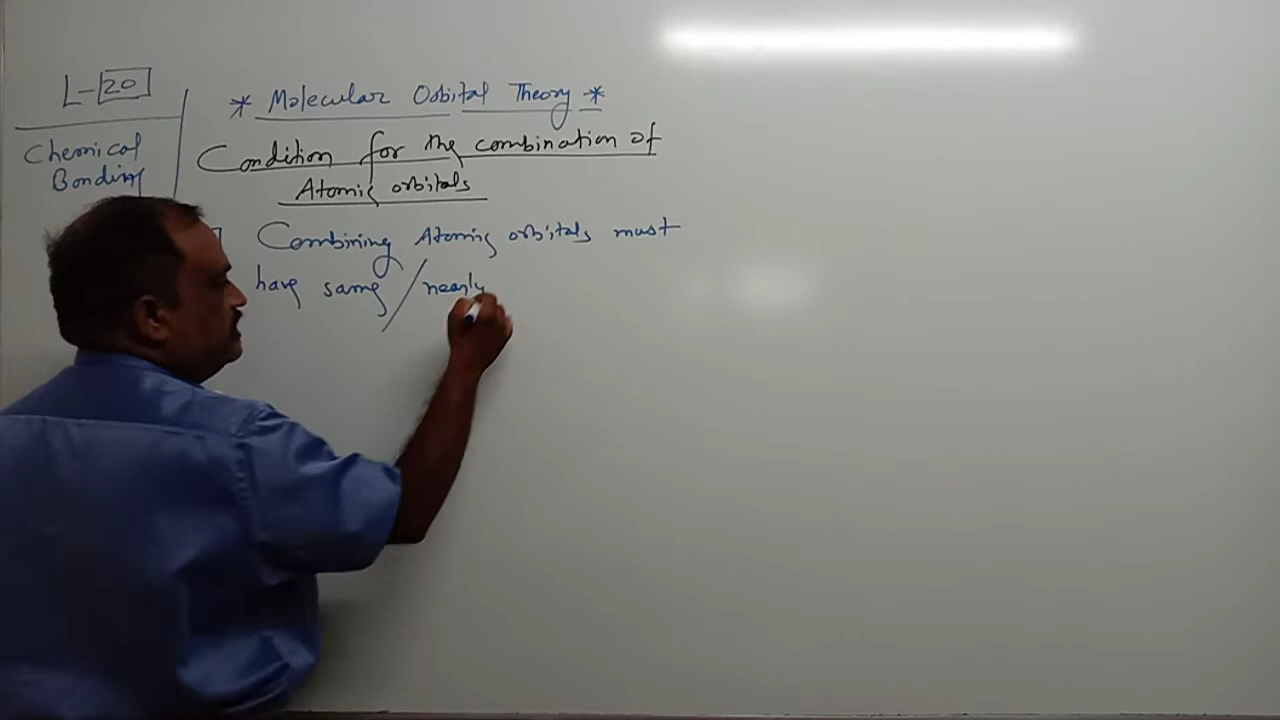 L-20
* Molecular Orbital Theory *
Chemical
Bonding
Condition for the combination of
Atomic orbitals
Combining Atomic orbitals must
have same / nearly